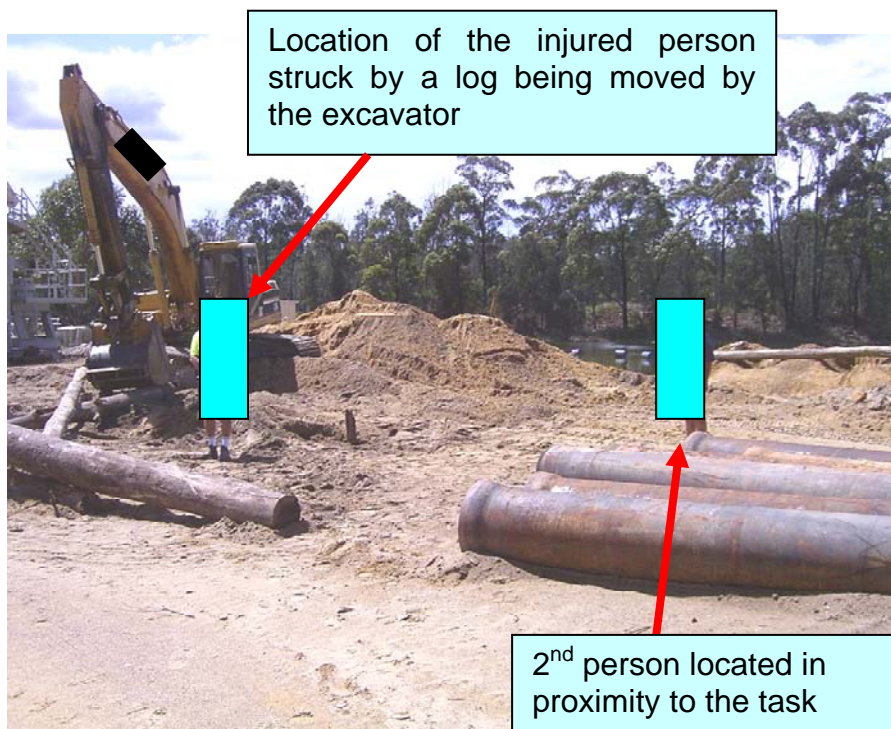 Location of the injured person
struck by a log being moved by
the excavator
2nd person located in
proximity to the task